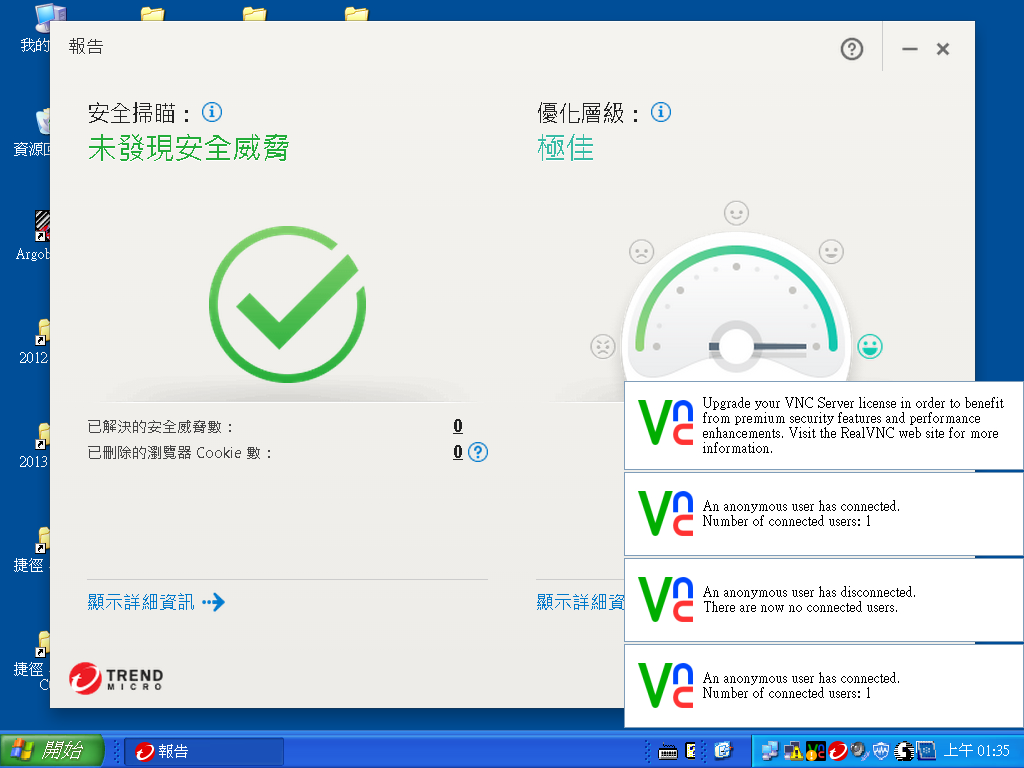 我的
資源回
Argob
2012
2013
捷徑
捷徑
C
報告
安全掃瞄：
未發現安全威脅
已解決的安全威脅數： 0
已刪除的瀏覽器 Cookie 數： 0
顯示詳細資訊
優化層級：
極佳
顯示詳細資
TREND
MICRO
Upgrade your VNC Server license in order to benefit
from premium security features and performance
enhancements. Visit the RealVNC web site for more
information.
An anonymous user has connected.
Number of connected users: 1
An anonymous user has disconnected.
There are now no connected users.
An anonymous user has connected.
Number of connected users: 1
開始
報告
上午 01:35